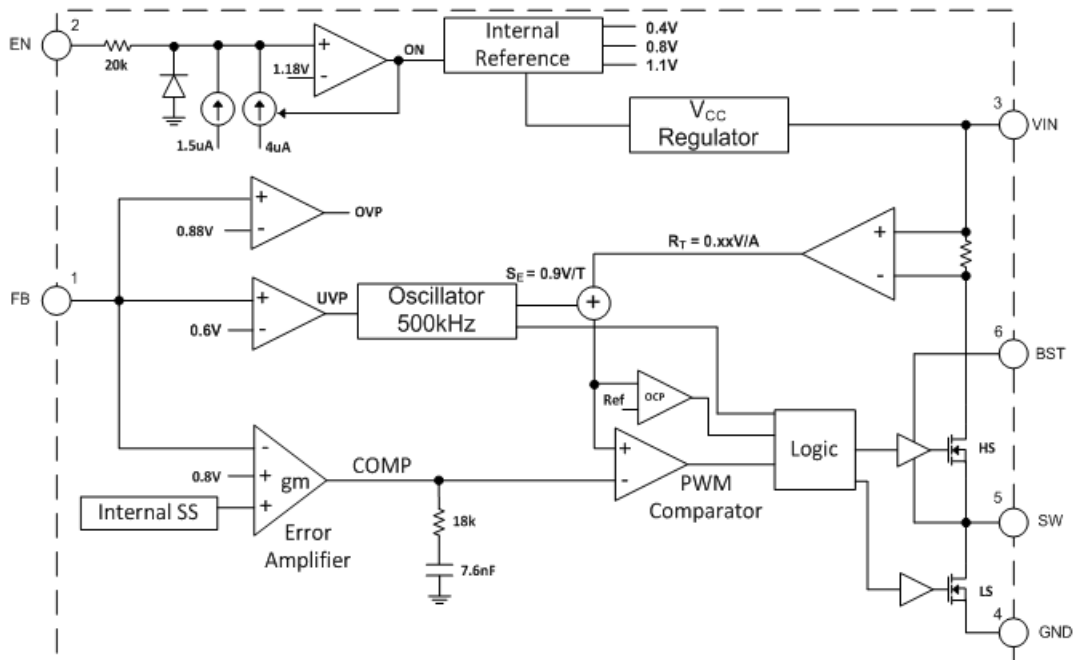 EN
2
20k
1.18V
+
-
ON
1.5uA
4uA
Internal
Reference
0.4V
0.8V
1.1V
VCC
Regulator
3
VIN
+
-
0.88V
OVP
RT = 0.xxV/A
+
-
FB
1
+
-
0.6V
UVP
Oscillator
500kHz
SE = 0.9V/T
+
6
BST
Ref
OCP
Logic
HS
-
+
+
0.8V
gm
Internal SS
Error
Amplifier
COMP
18k
7.6nF
+
-
PWM
Comparator
5
SW
LS
4
GND